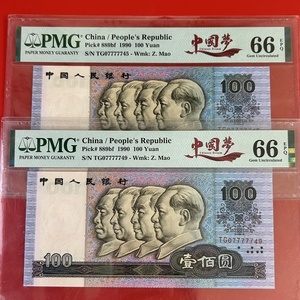 PMG
PAPER MONEY GUARANTY
China / People's Republic
Pick# 889bf 1990 100 Yuan
S/N TG07777745 - Wmk: Z. Mao
中国夢
66 EPQ
Gem Uncirculated
中国人民银行
100
PMG
PAPER MONEY GUARANTY
China / People's Republic
Pick# 889bf 1990 100 Yuan
S/N TG07777749 - Wmk: Z. Mao
中国夢
66 EPQ
Gem Uncirculated
中国人民银行
100
TG07777749
100
壹佰圆